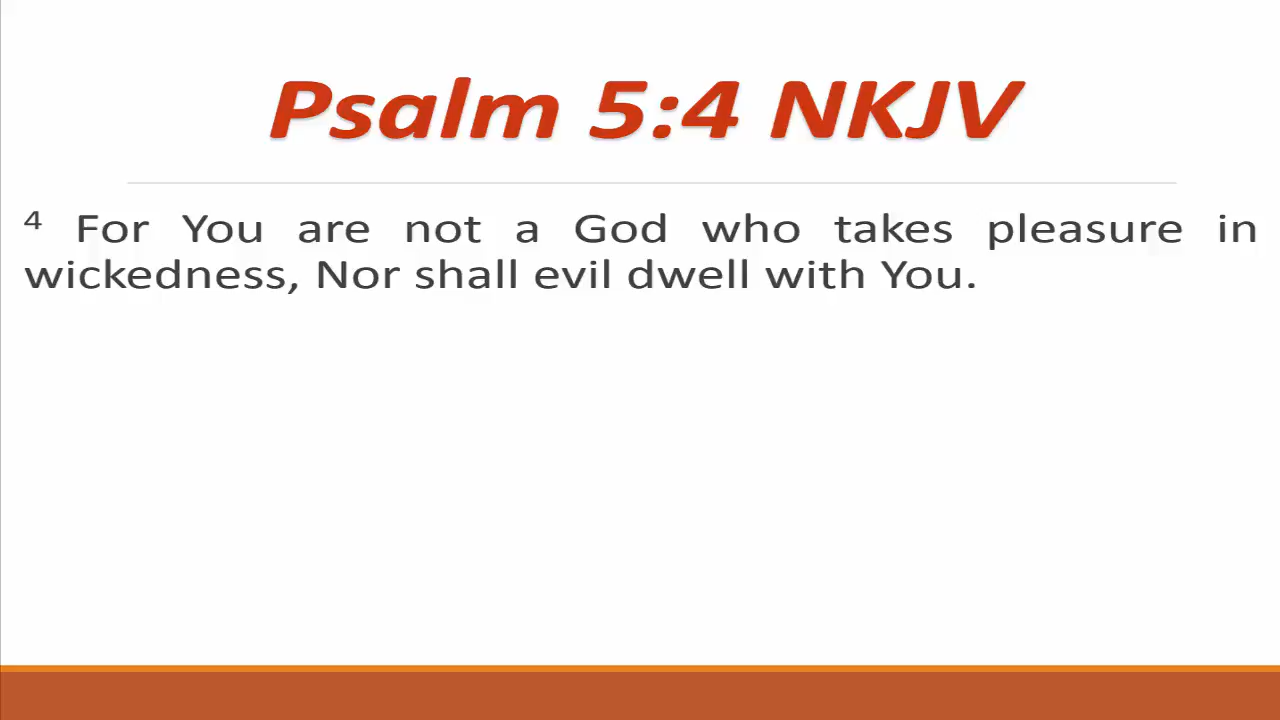 Psalm 5:4 NKJV
4 For You are not a God who takes pleasure in
wickedness, Nor shall evil dwell with You.